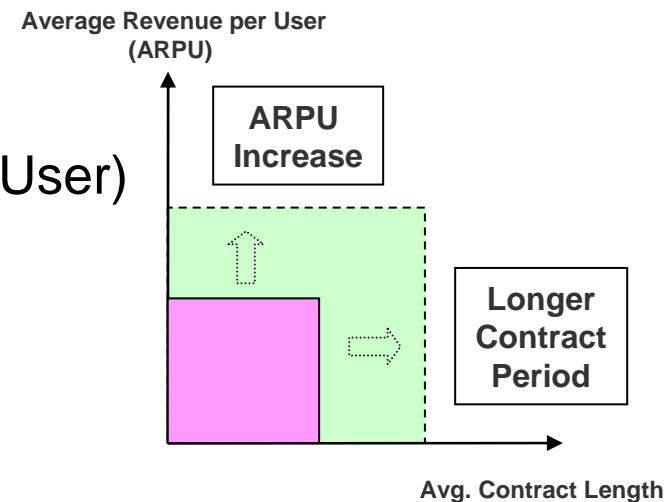 Average Revenue per User
(ARPU)
ARPU
Increase
User)
Longer
Contract
Period
Avg. Contract Length